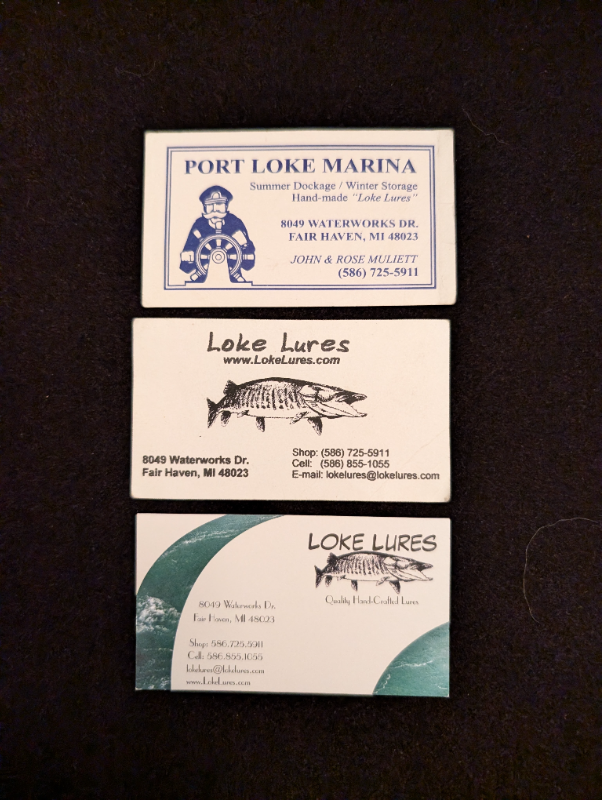 PORT LOKE MARINA
Summer Dockage / Winter Storage
Hand-made "Loke Lures"
8049 WATERWORKS DR.
FAIR HAVEN, MI 48023
JOHN & ROSE MULIETT
(586) 725-5911
Loke Lures
www.LokeLures.com
8049 Waterworks Dr.
Fair Haven, MI 48023
Shop: (586) 725-5911
Cell: (586) 855-1055
E-mail: lokelures@lokelures.com
LOKE LURES
Quality Hand-Crafted Lures
8049 Waterworks Dr.
Fair Haven, MI 48023
Shop: 586.725.5911
Cell: 586.855.1055
lokelures@lokelures.com
www.LokeLures.com